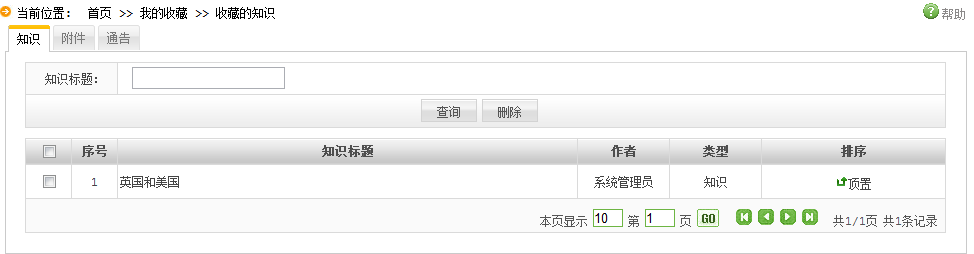 当前位置： 首页 >> 我的收藏 >> 收藏的知识 帮助
知识 附件 通告
知识标题：
查询 删除
序号 知识标题 作者 类型 排序
1 英国和美国 系统管理员 知识 顶置
本页显示 10 第 1 页 GO 共1/1页 共1条记录